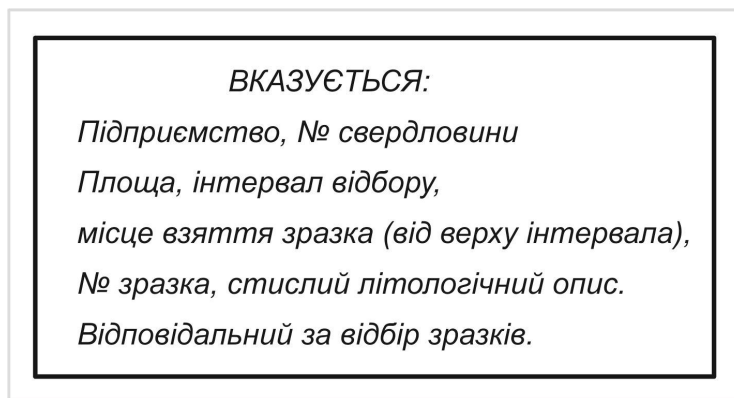 ВКАЗУЄТЬСЯ:
Підприємство, № свердловини
Площа, інтервал відбору,
місце взяття зразка (від верху інтервала),
№ зразка, стислий літологічний опис.
Відповідальний за відбір зразків.